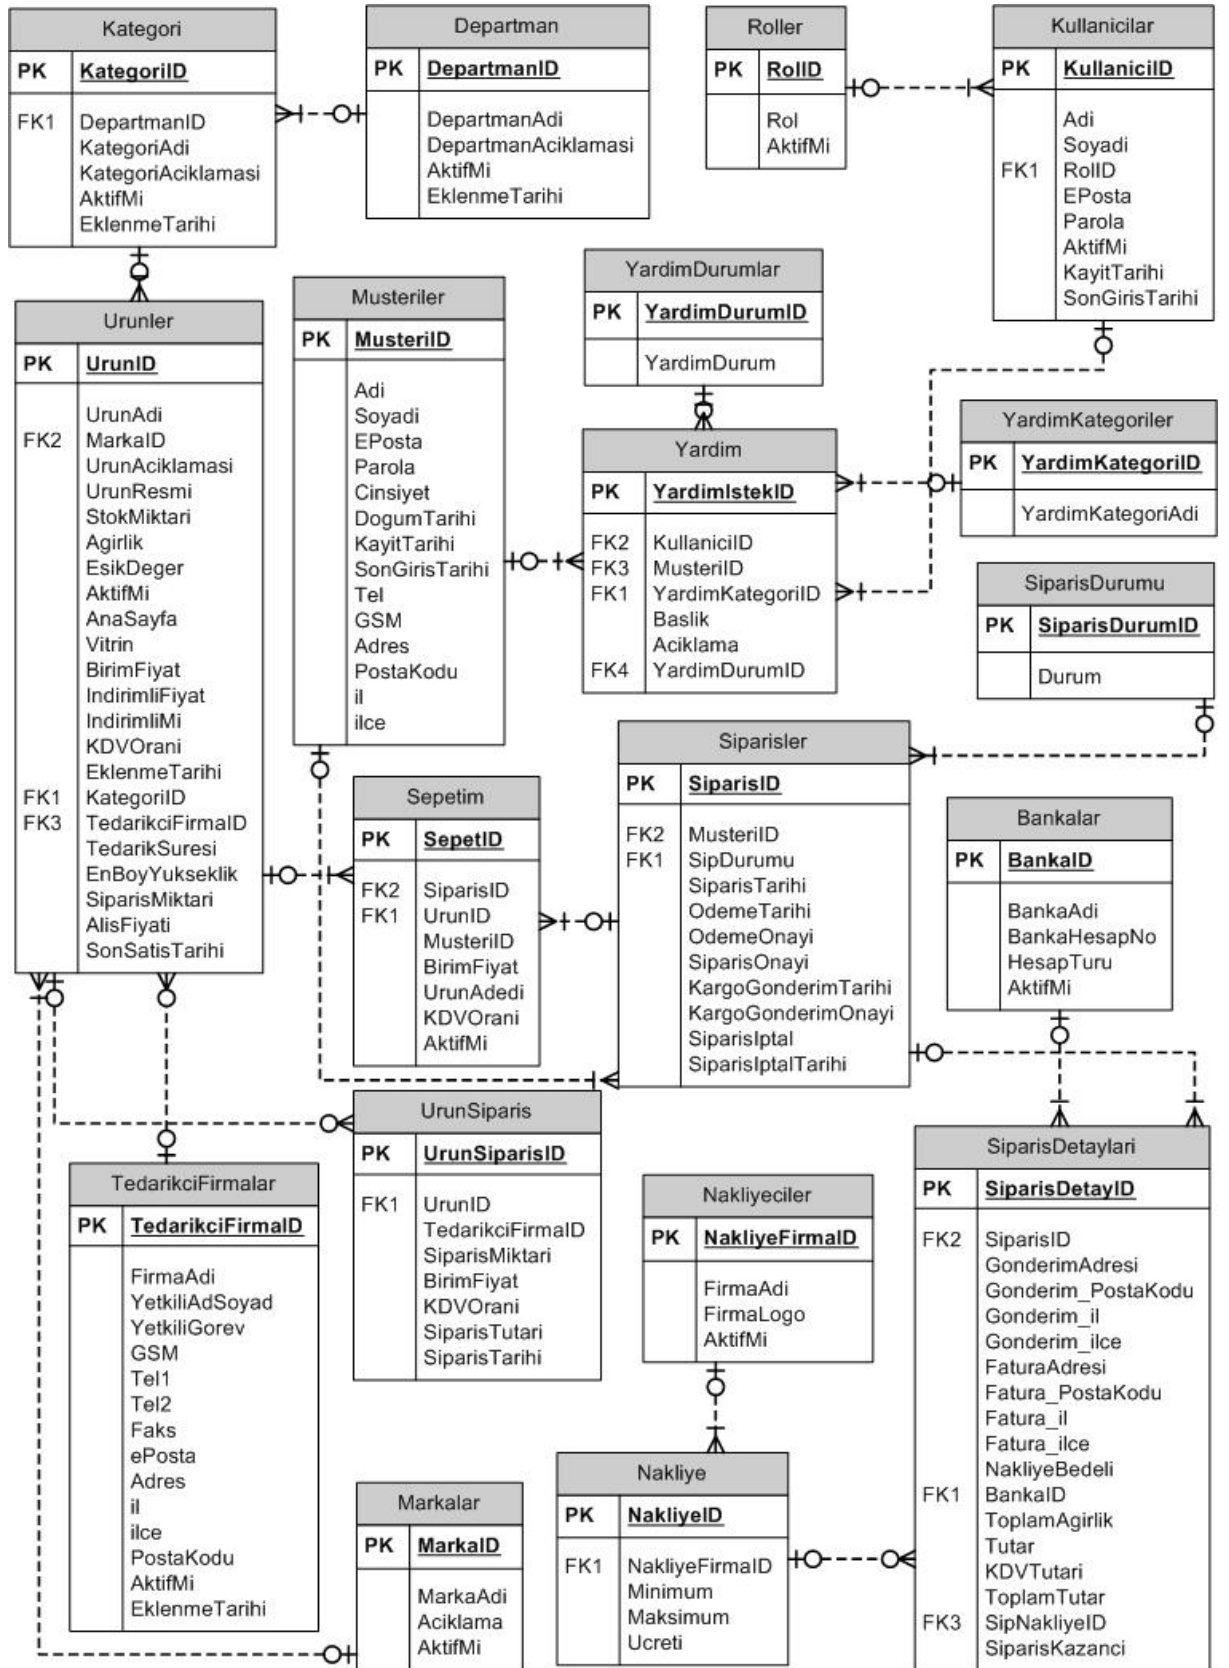 Kategori
PK KategoriID
FK1 DepartmanID
KategoriAdi
KategoriAciklamasi
AktifMi
EklenmeTarihi
Departman
PK DepartmanID
DepartmanAdi
DepartmanAciklamasi
AktifMi
EklenmeTarihi
Roller
PK RolID
Rol
AktifMi
Kullanicilar
PK KullaniciID
Adi
Soyadi
FK1 RolID
EPosta
Parola
AktifMi
KayitTarihi
SonGirisTarihi
Urunler
PK UrunID
UrunAdi
FK2 MarkaID
UrunAciklamasi
UrunResmi
StokMiktari
Agirlik
EsikDeger
AktifMi
AnaSayfa
Vitrin
BirimFiyat
IndirimliFiyat
IndirimliMi
KDVOrani
EklenmeTarihi
FK1 KategoriID
FK3 TedarikciFirmaID
TedarikSuresi
EnBoyYukseklik
SiparisMiktari
AlisFiyati
SonSatisTarihi
Musteriler
PK MusteriID
Adi
Soyadi
EPosta
Parola
Cinsiyet
DogumTarihi
KayitTarihi
SonGirisTarihi
Tel
GSM
Adres
PostaKodu
il
ilce
YardimDurumlar
PK YardimDurumID
YardimDurum
Yardim
PK YardimIstekID
FK2 KullaniciID
FK3 MusteriID
FK1 YardimKategoriID
Baslik
Aciklama
FK4 YardimDurumID
YardimKategoriler
PK YardimKategoriID
YardimKategoriAdi
SiparisDurumu
PK SiparisDurumID
Durum
Sepetim
PK SepetID
FK2 SiparisID
FK1 UrunID
MusteriID
BirimFiyat
UrunAdedi
KDVOrani
AktifMi
Siparisler
PK SiparisID
FK2 MusteriID
FK1 SipDurumu
SiparisTarihi
OdemeTarihi
OdemeOnayi
SiparisOnayi
KargoGonderimTarihi
KargoGonderimOnayi
SiparisIptal
SiparisIptalTarihi
Bankalar
PK BankaID
BankaAdi
BankaHesapNo
HesapTuru
AktifMi
UrunSiparis
PK UrunSiparisID
FK1 UrunID
TedarikciFirmaID
SiparisMiktari
BirimFiyat
KDVOrani
SiparisTutari
SiparisTarihi
TedarikciFirmalar
PK TedarikciFirmaID
FirmaAdi
YetkiliAdSoyad
YetkiliGorev
GSM
Tel1
Tel2
Faks
ePosta
Adres
il
ilce
PostaKodu
AktifMi
EklenmeTarihi
Nakliyeciler
PK NakliyeFirmaID
FirmaAdi
FirmaLogo
AktifMi
SiparisDetaylari
PK SiparisDetayID
FK2 SiparisID
GonderimAdresi
Gonderim_PostaKodu
Gonderim_il
Gonderim_ilce
FaturaAdresi
Fatura_PostaKodu
Fatura_il
Fatura_ilce
NakliyeBedeli
FK1 BankaID
ToplamAgirlik
Tutar
KDVTutari
ToplamTutar
FK3 SipNakliyeID
SiparisKazanci
Markalar
PK MarkaID
MarkaAdi
Aciklama
AktifMi
Nakliye
PK NakliyeID
FK1 NakliyeFirmaID
Minimum
Maksimum
Ucreti